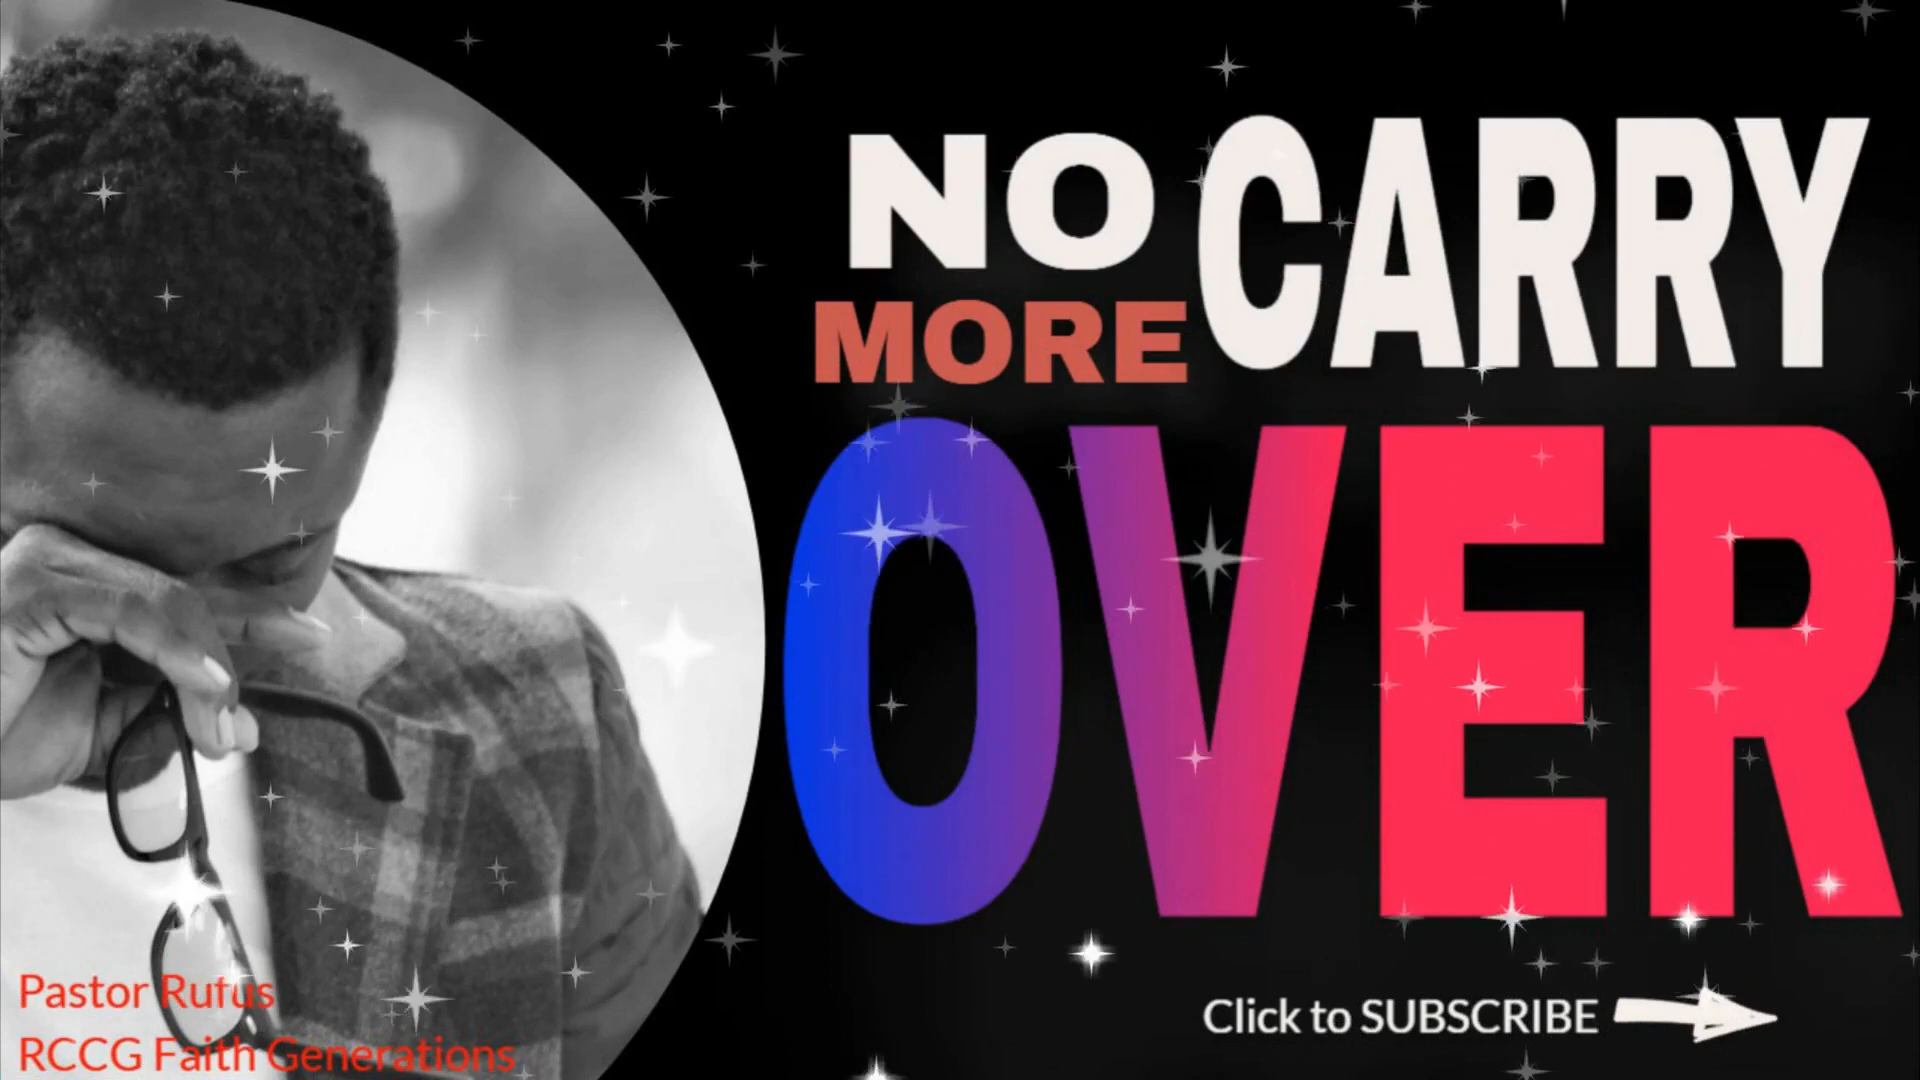 NO CARRY
MORE
OVER
Click to SUBSCRIBE
Pastor Rufus
RCCG Faith Generations